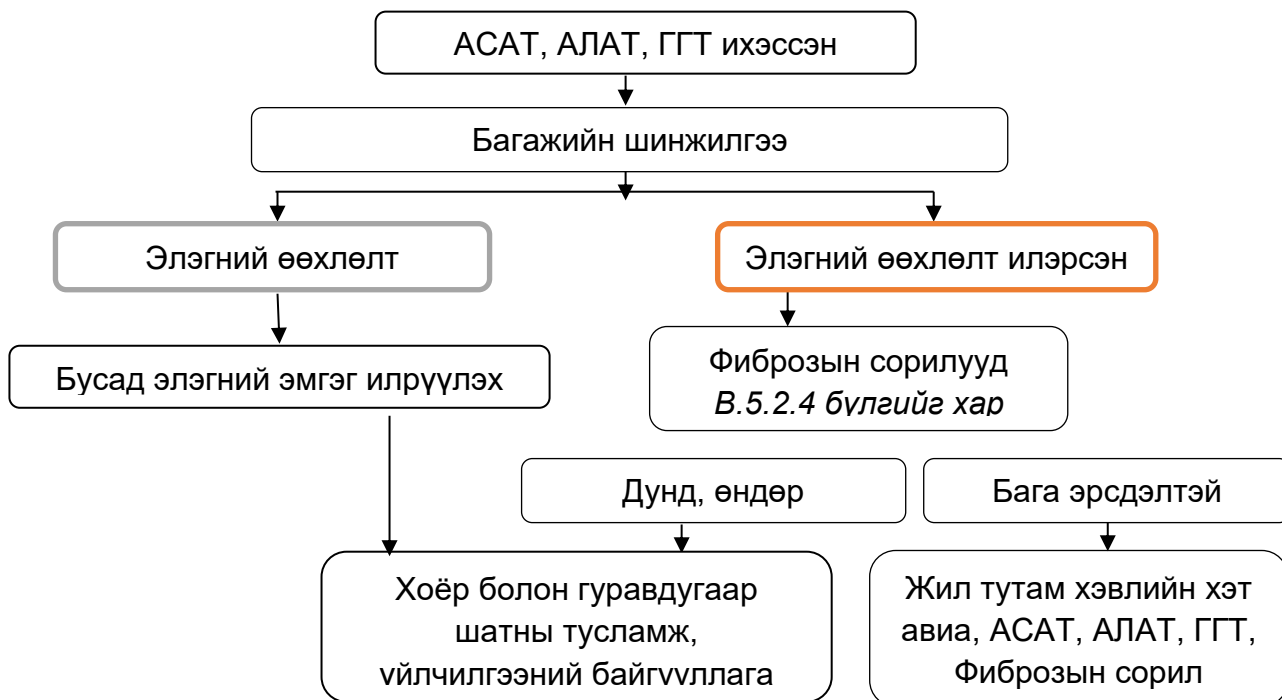 АСАТ, АЛАТ, ГГТ ихэссэн
Багажийн шинжилгээ
Элэгний өөхлөлт
Элэгний өөхлөлт илэрсэн
Бусад элэгний эмгэг илрүүлэх
Фиброзын сорилууд
В.5.2.4 бүлгийг хар
Дунд, өндөр
Бага эрсдэлтэй
Хоёр болон гуравдугаар
шатны тусламж,
үйлчилгээний байгууллага
Жил тутам хэвлийн хэт
авиа, АСАТ, АЛАТ, ГГТ,
Фиброзын сорил